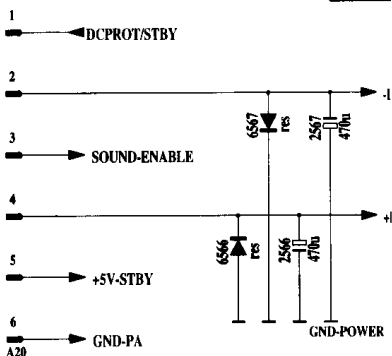 1
DCPROT/STBY
2
6567
res
2567
470u
3
SOUND-ENABLE
4
6566
res
2566
470u
5
+5V-STBY
GND-POWER
6
A20
GND-PA